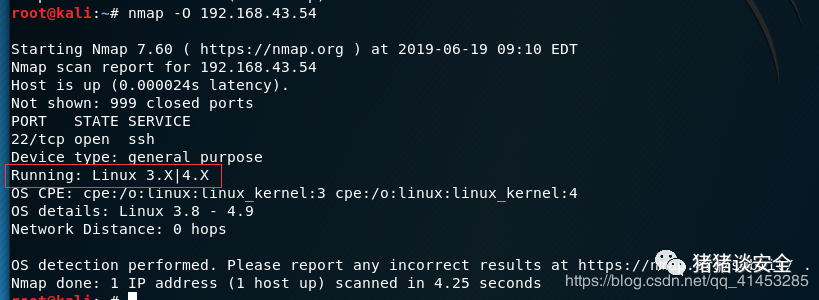 root@kali:~# nmap -O 192.168.43.54
Starting Nmap 7.60 ( https://nmap.org ) at 2019-06-19 09:10 EDT
Nmap scan report for 192.168.43.54
Host is up (0.000024s latency).
Not shown: 999 closed ports
PORT   STATE SERVICE
22/tcp open  ssh
Device type: general purpose
Running: Linux 3.X|4.X
OS CPE: cpe:/o:linux:linux_kernel:3 cpe:/o:linux:linux_kernel:4
OS details: Linux 3.8 - 4.9
Network Distance: 0 hops
OS detection performed. Please report any incorrect results at https://nmap.
猪猪谈安全
Nmap done: 1 IP address (1 host up) scanned in 4.25 seconds
https://blog.csdn.net/qq_41453285
root@kali:~#